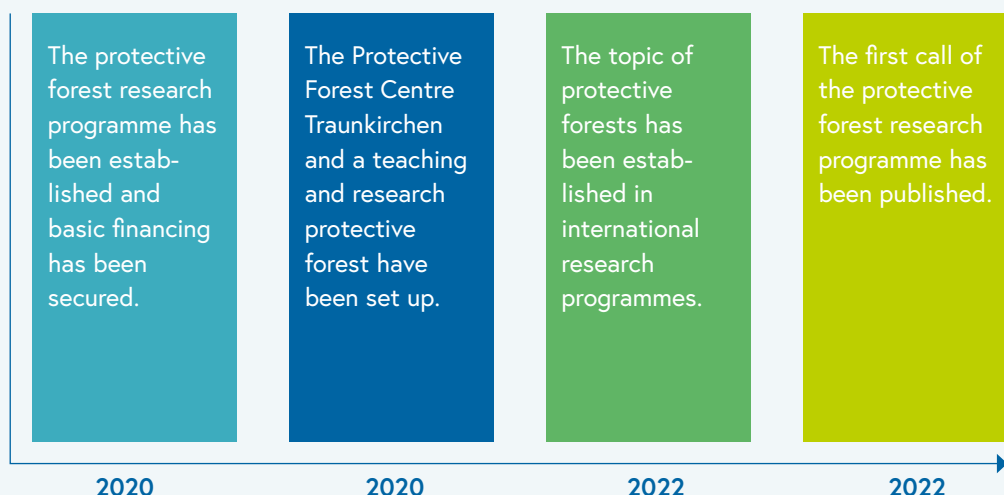 The protective
forest research
programme has
been estab-
lished and
basic financing
has been
secured.
The Protective
Forest Centre
Traunkirchen
and a teaching
and research
protective
forest have
been set up.
The topic of
protective
forests has
been estab-
lished in
international
research
programmes.
The first call of
the protective
forest research
programme has
been published.
2020
2020
2022
2022